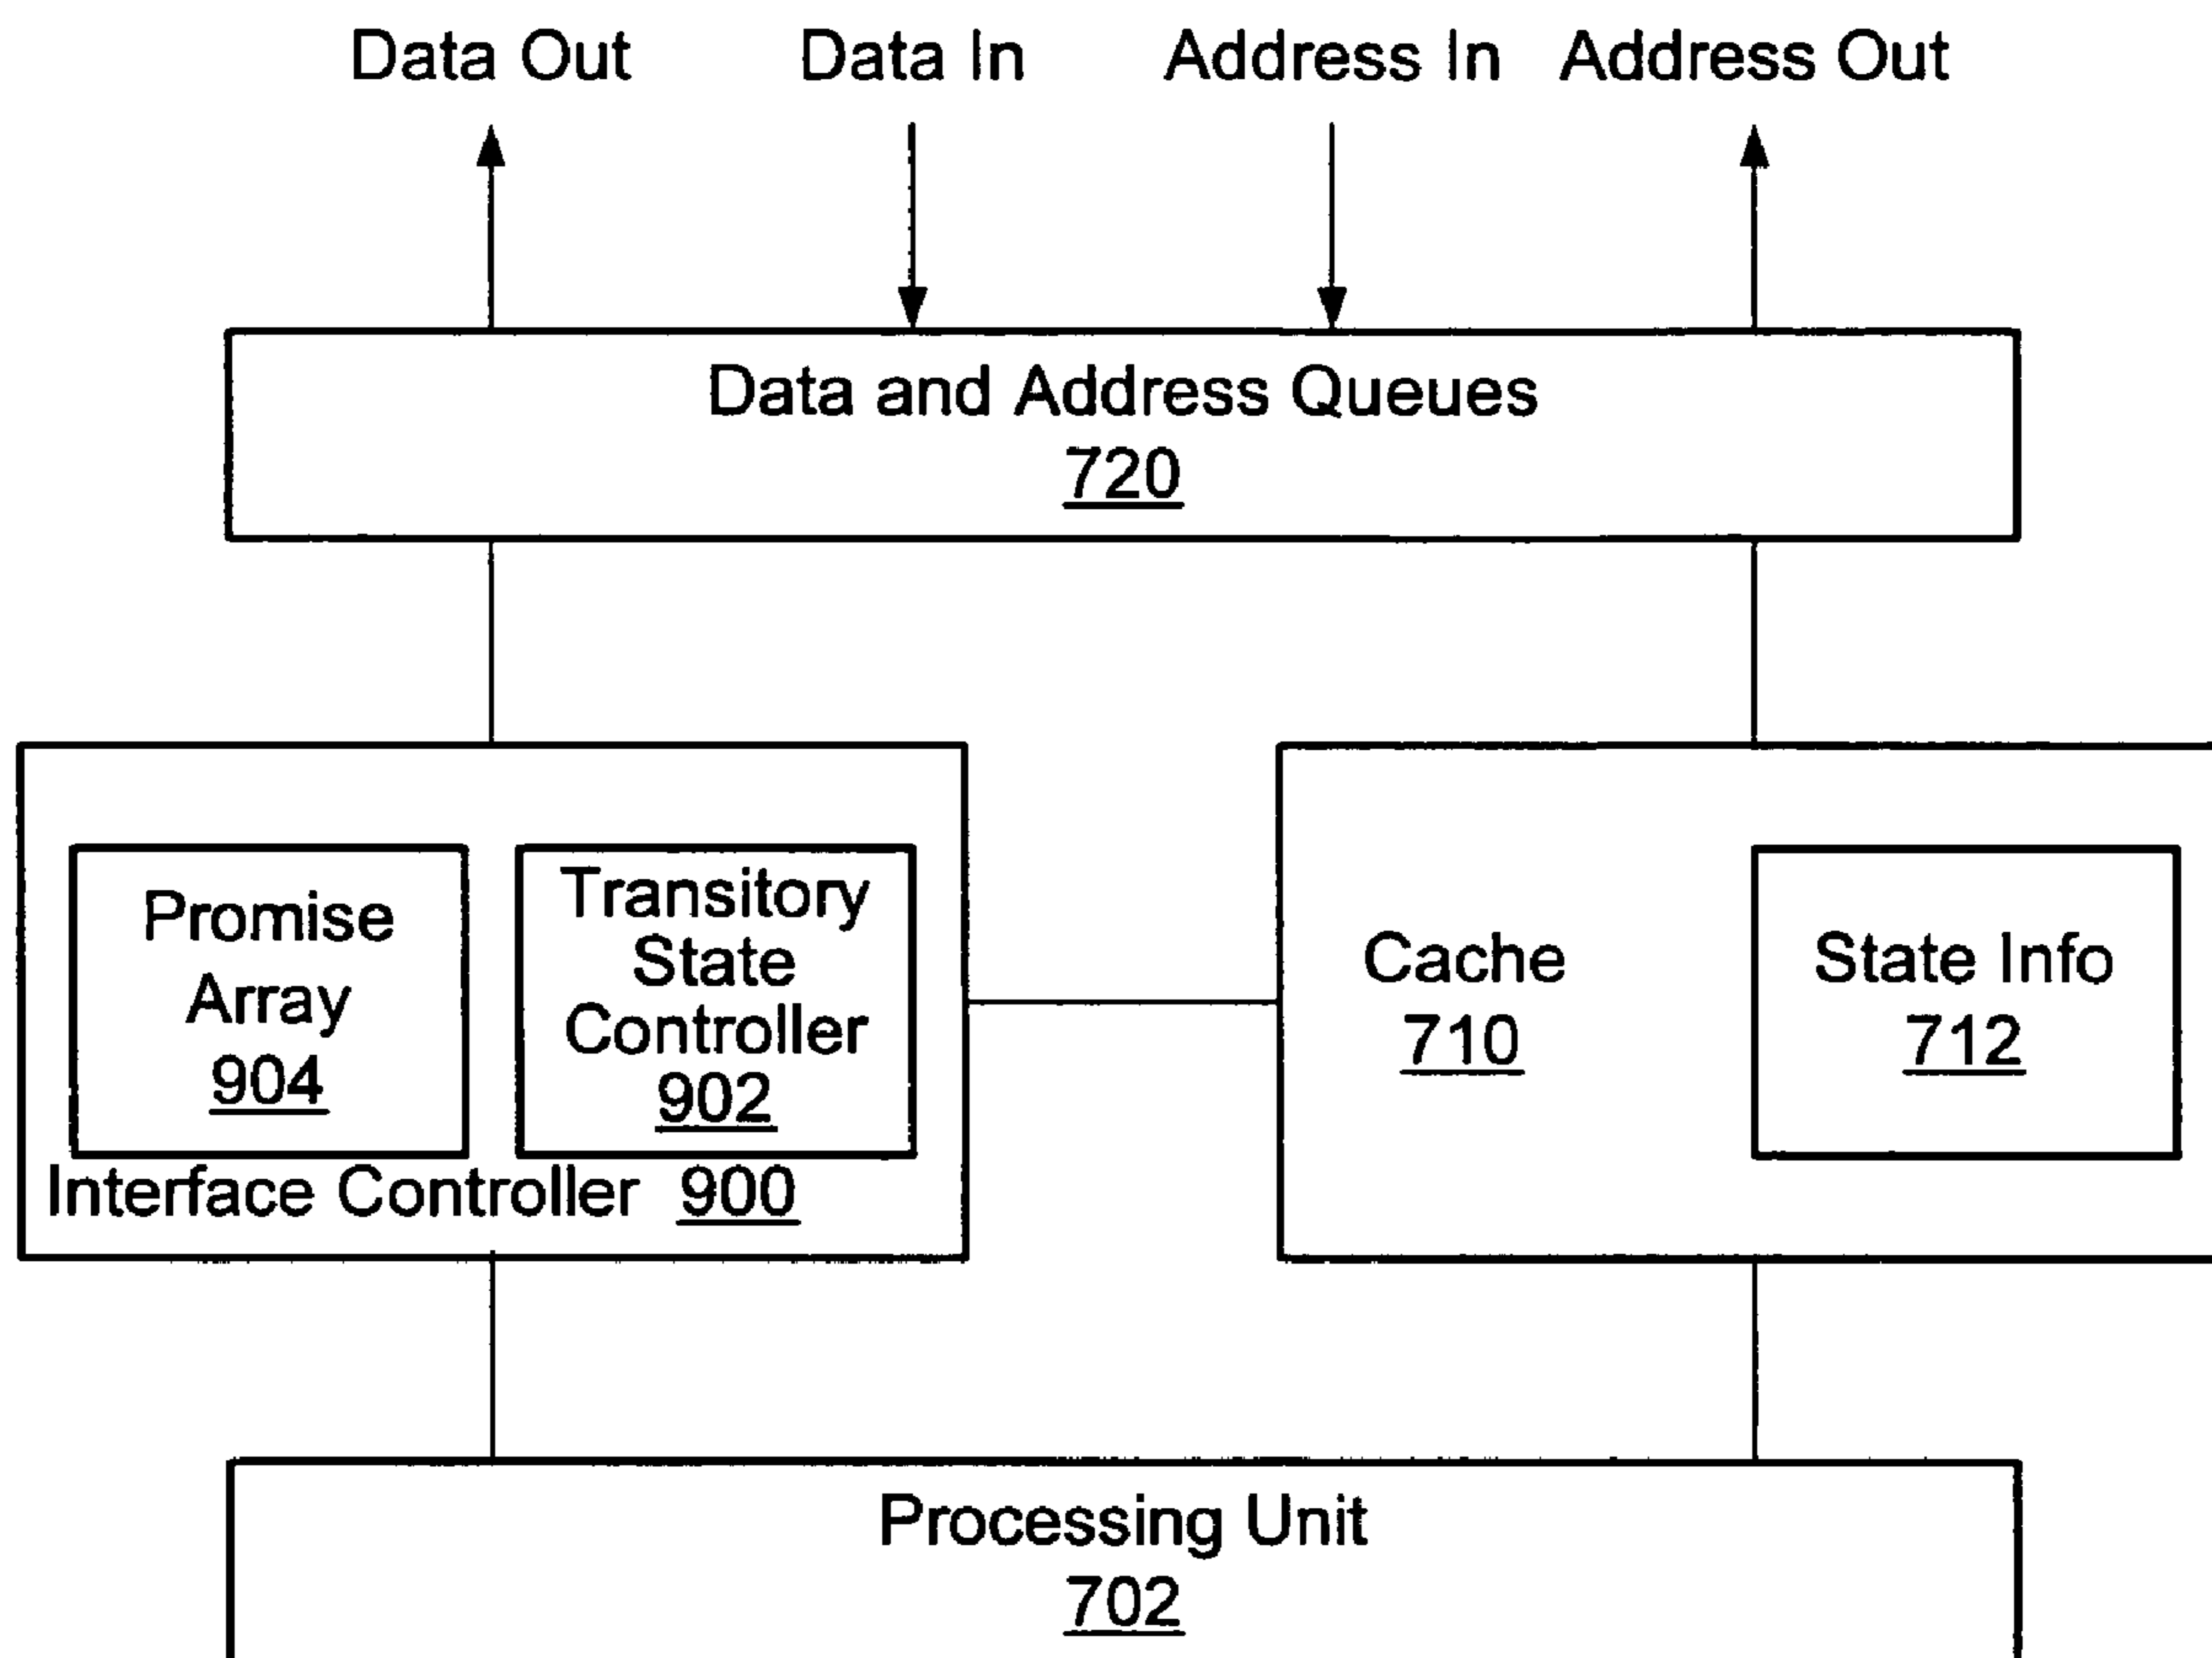 Data Out
Data In
Address In
Address Out
Data and Address Queues
720
Promise
Array
904
Transitory
State
Controller
902
Interface Controller 900
Cache
710
State Info
712
Processing Unit
702